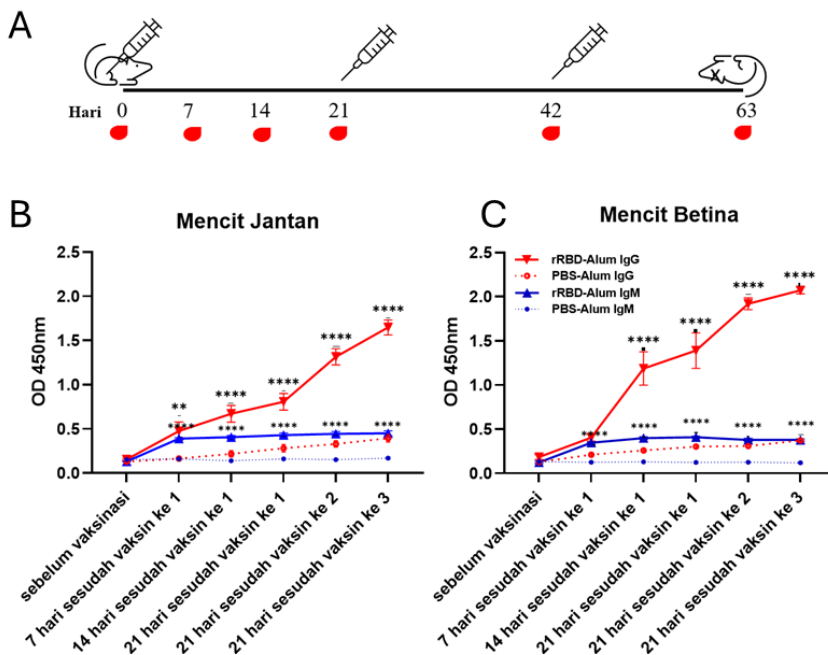 A
Hari 0 7 14 21 42 63
B
Mencit Jantan
OD 450nm
2.5
2.0
1.5
1.0
0.5
0.0
**
****
****
****
****
****
****
****
****
****
sebelum vaksinasi
7 hari sesudah vaksin ke 1
14 hari sesudah vaksin ke 1
21 hari sesudah vaksin ke 1
21 hari sesudah vaksin ke 2
21 hari sesudah vaksin ke 3
C
Mencit Betina
OD 450nm
2.5
2.0
1.5
1.0
0.5
0.0
rRBD-Alum IgG
PBS-Alum IgG
rRBD-Alum IgM
PBS-Alum IgM
****
****
****
****
****
****
****
****
****
sebelum vaksinasi
7 hari sesudah vaksin ke 1
14 hari sesudah vaksin ke 1
21 hari sesudah vaksin ke 1
21 hari sesudah vaksin ke 2
21 hari sesudah vaksin ke 3